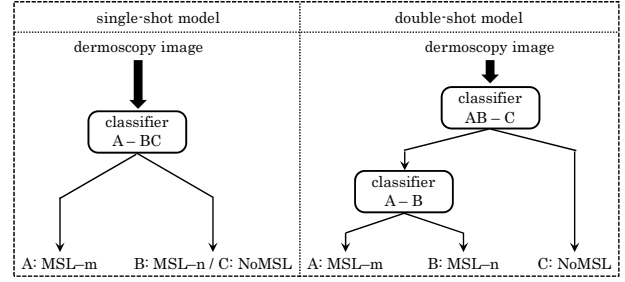 single-shot model
dermoscopy image
classifier
A – BC
A: MSL–m
B: MSL–n / C: NoMSL
double-shot model
dermoscopy image
classifier
AB – C
classifier
A – B
A: MSL–m
B: MSL–n
C: NoMSL